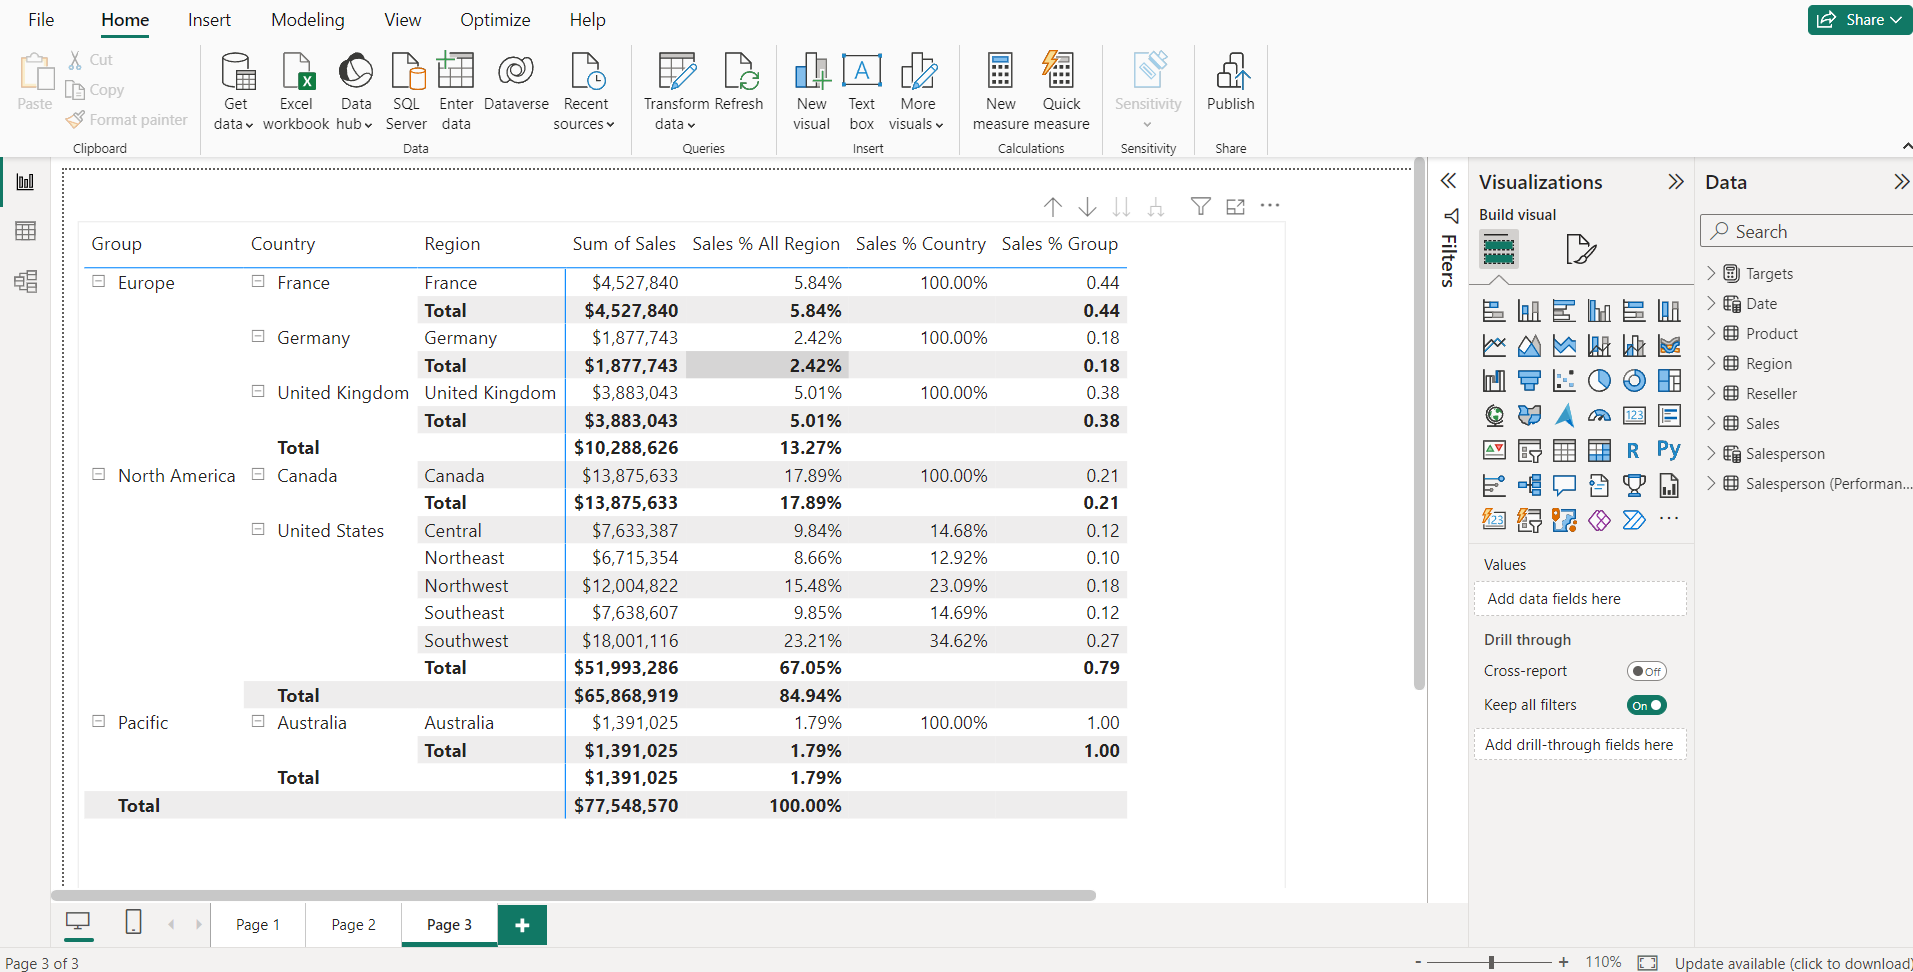 File Home Insert Modeling View Optimize Help Share
Paste Cut
Copy
Format painter
Clipboard
Get data Excel workbook Data hub SQL Server Enter data Dataverse Recent sources
Data
Transform data Refresh
Queries
New visual Text box More visuals
Insert
New measure Quick measure
Calculations
Sensitivity
Sensitivity
Publish
Share
Group Country Region Sum of Sales Sales % All Region Sales % Country Sales % Group
Europe France France $4,527,840 5.84% 100.00% 0.44
Total $4,527,840 5.84% 0.44
Germany Germany $1,877,743 2.42% 100.00% 0.18
Total $1,877,743 2.42% 0.18
United Kingdom United Kingdom $3,883,043 5.01% 100.00% 0.38
Total $3,883,043 5.01% 0.38
Total $10,288,626 13.27%
North America Canada Canada $13,875,633 17.89% 100.00% 0.21
Total $13,875,633 17.89% 0.21
United States Central $7,633,387 9.84% 14.68% 0.12
Northeast $6,715,354 8.66% 12.92% 0.10
Northwest $12,004,822 15.48% 23.09% 0.18
Southeast $7,638,607 9.85% 14.69% 0.12
Southwest $18,001,116 23.21% 34.62% 0.27
Total $51,993,286 67.05% 0.79
Total $65,868,919 84.94%
Pacific Australia Australia $1,391,025 1.79% 100.00% 1.00
Total $1,391,025 1.79% 1.00
Total $1,391,025 1.79%
Total $77,548,570 100.00%
Filters
Visualizations
Build visual
123
R Py
123
Values
Add data fields here
Drill through
Cross-report Off
Keep all filters On
Add drill-through fields here
Data
Search
Targets
Date
Product
Region
Reseller
Sales
Salesperson
Salesperson (Performan...
Page 1 Page 2 Page 3 +
Page 3 of 3 - + 110% Update available (click to download)